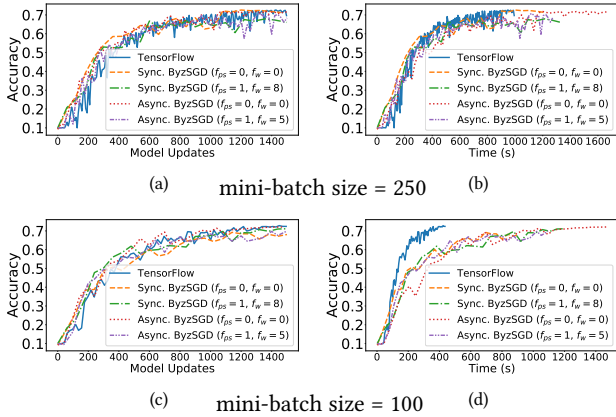 0.7
0.6
0.5
0.4
0.3
0.2
0.1
Accuracy
TensorFlow
Sync. ByzSGD (f_ps = 0, f_w = 0)
Sync. ByzSGD (f_ps = 1, f_w = 8)
Async. ByzSGD (f_ps = 0, f_w = 0)
Async. ByzSGD (f_ps = 1, f_w = 5)
0 200 400 600 800 1000 1200 1400
Model Updates
(a)
0.7
0.6
0.5
0.4
0.3
0.2
0.1
Accuracy
TensorFlow
Sync. ByzSGD (f_ps = 0, f_w = 0)
Sync. ByzSGD (f_ps = 1, f_w = 8)
Async. ByzSGD (f_ps = 0, f_w = 0)
Async. ByzSGD (f_ps = 1, f_w = 5)
0 200 400 600 800 1000 1200 1400 1600
Time (s)
(b)
mini-batch size = 250
0.7
0.6
0.5
0.4
0.3
0.2
0.1
Accuracy
TensorFlow
Sync. ByzSGD (f_ps = 0, f_w = 0)
Sync. ByzSGD (f_ps = 1, f_w = 8)
Async. ByzSGD (f_ps = 0, f_w = 0)
Async. ByzSGD (f_ps = 1, f_w = 5)
0 200 400 600 800 1000 1200 1400
Model Updates
(c)
0.7
0.6
0.5
0.4
0.3
0.2
0.1
Accuracy
TensorFlow
Sync. ByzSGD (f_ps = 0, f_w = 0)
Sync. ByzSGD (f_ps = 1, f_w = 8)
Async. ByzSGD (f_ps = 0, f_w = 0)
Async. ByzSGD (f_ps = 1, f_w = 5)
0 200 400 600 800 1000 1200 1400
Time (s)
(d)
mini-batch size = 100